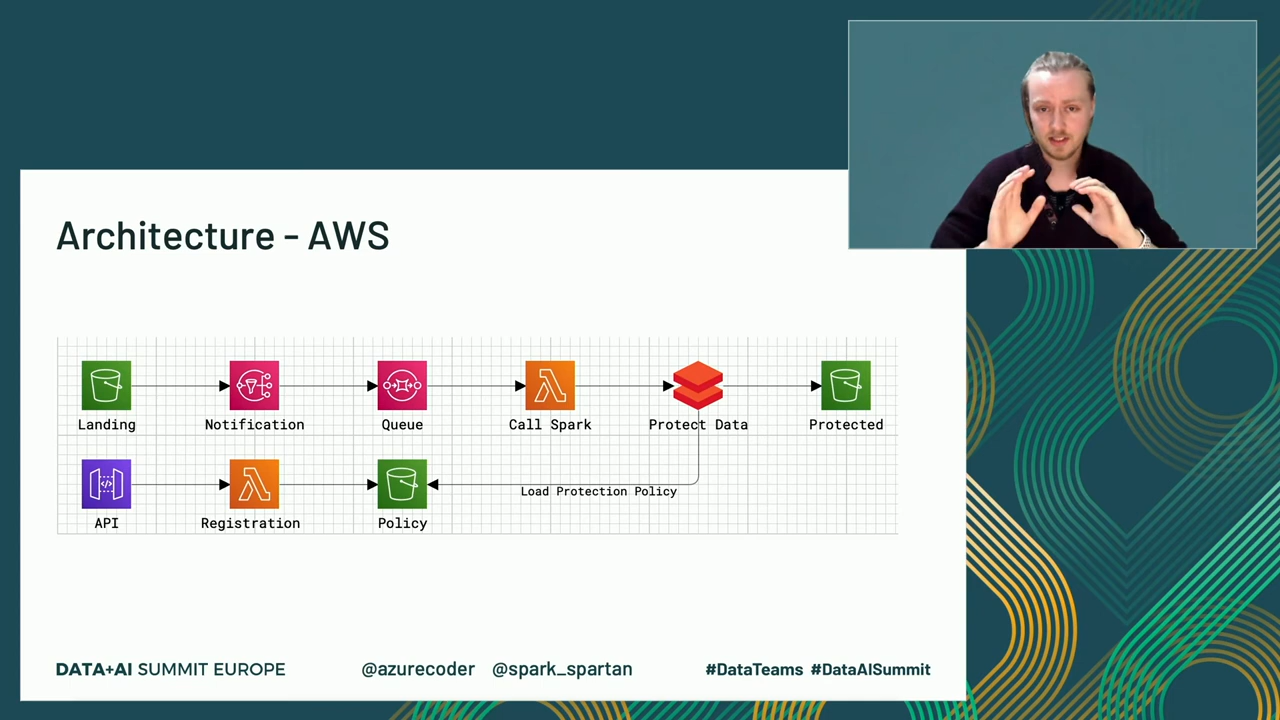 Architecture - AWS
Landing
Notification
Queue
Call Spark
Protect Data
Protected
Load Protection Policy
API
Registration
Policy
DATA+AI SUMMIT EUROPE
@azurecoder @spark_spartan
#DataTeams #DataAISummit